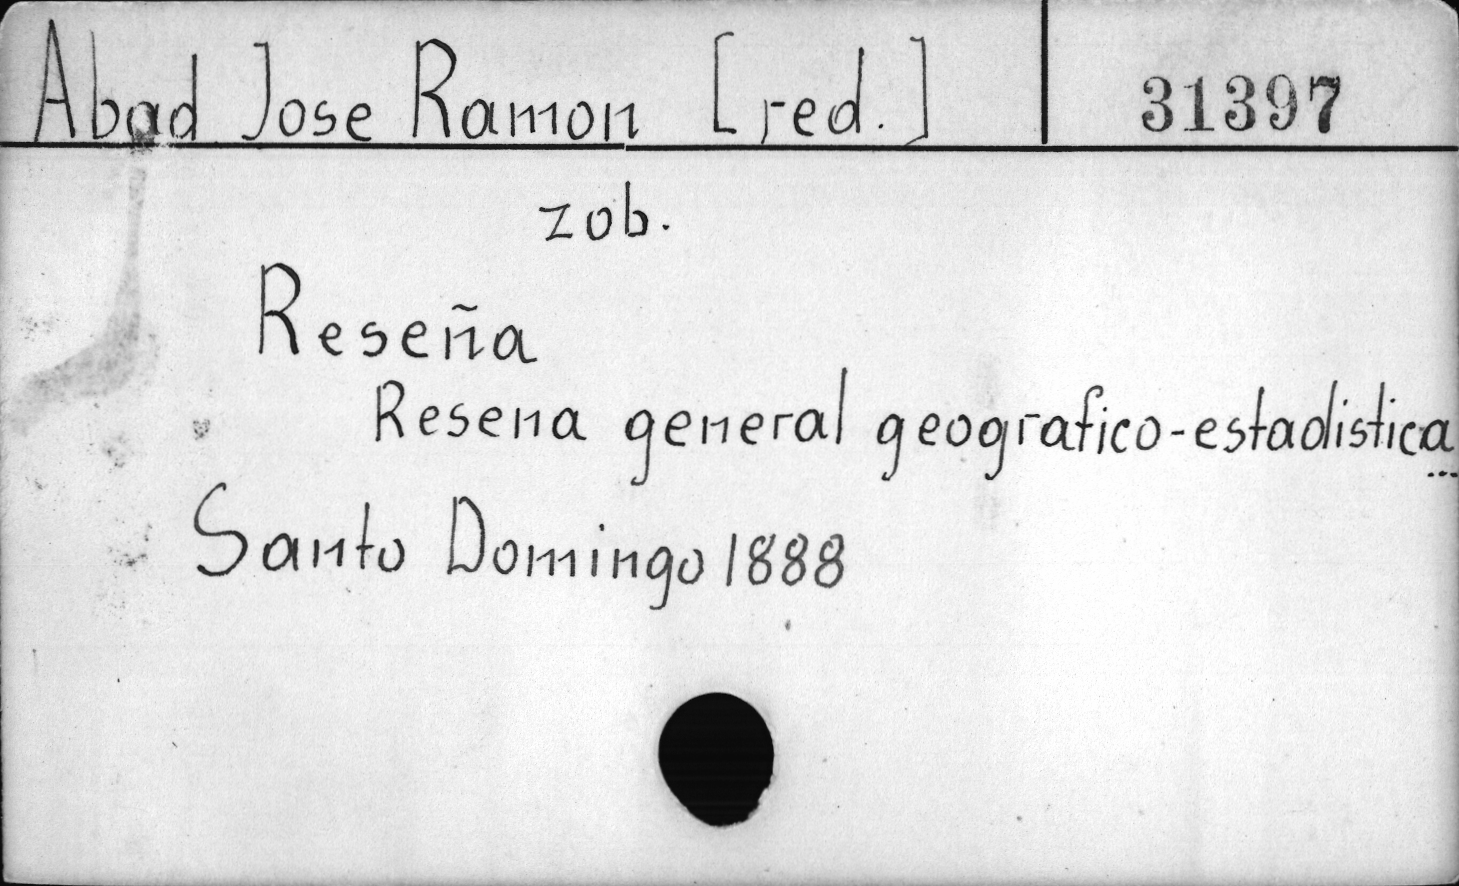 Abad Jose Ramon [red.] 31397
zob.
Reseña
Resena general geografico-estadistica
...
Santo Domingo 1888